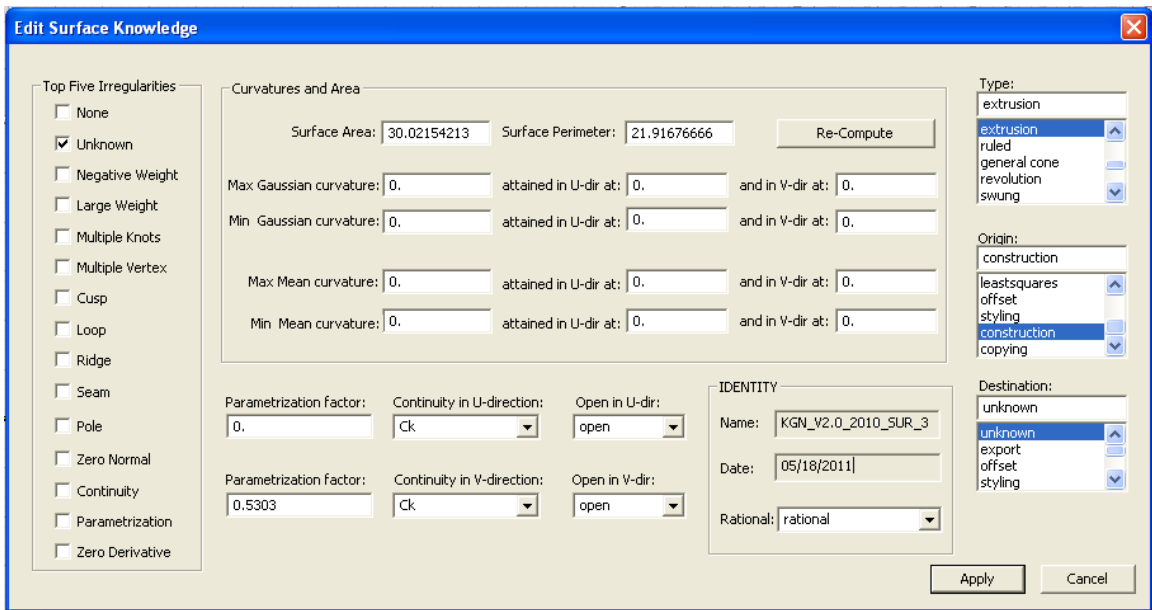 Edit Surface Knowledge
Top Five Irregularities
None
Unknown
Negative Weight
Large Weight
Multiple Knots
Multiple Vertex
Cusp
Loop
Ridge
Seam
Pole
Zero Normal
Continuity
Parametrization
Zero Derivative
Curvatures and Area
Surface Area: 30.02154213 Surface Perimeter: 21.91676666 Re-Compute
Max Gaussian curvature: 0. attained in U-dir at: 0. and in V-dir at: 0.
Min Gaussian curvature: 0. attained in U-dir at: 0. and in V-dir at: 0.
Max Mean curvature: 0. attained in U-dir at: 0. and in V-dir at: 0.
Min Mean curvature: 0. attained in U-dir at: 0. and in V-dir at: 0.
Parametrization factor: Continuity in U-direction: Open in U-dir:
0. Ck open
Parametrization factor: Continuity in V-direction: Open in V-dir:
0.5303 Ck open
IDENTITY
Name: KGN_V2.0_2010_SUR_3
Date: 05/18/2011
Rational: rational
Type:
extrusion
extrusion
ruled
general cone
revolution
swung
Origin:
construction
leastsquares
offset
styling
construction
copying
Destination:
unknown
unknown
export
offset
styling
Apply Cancel